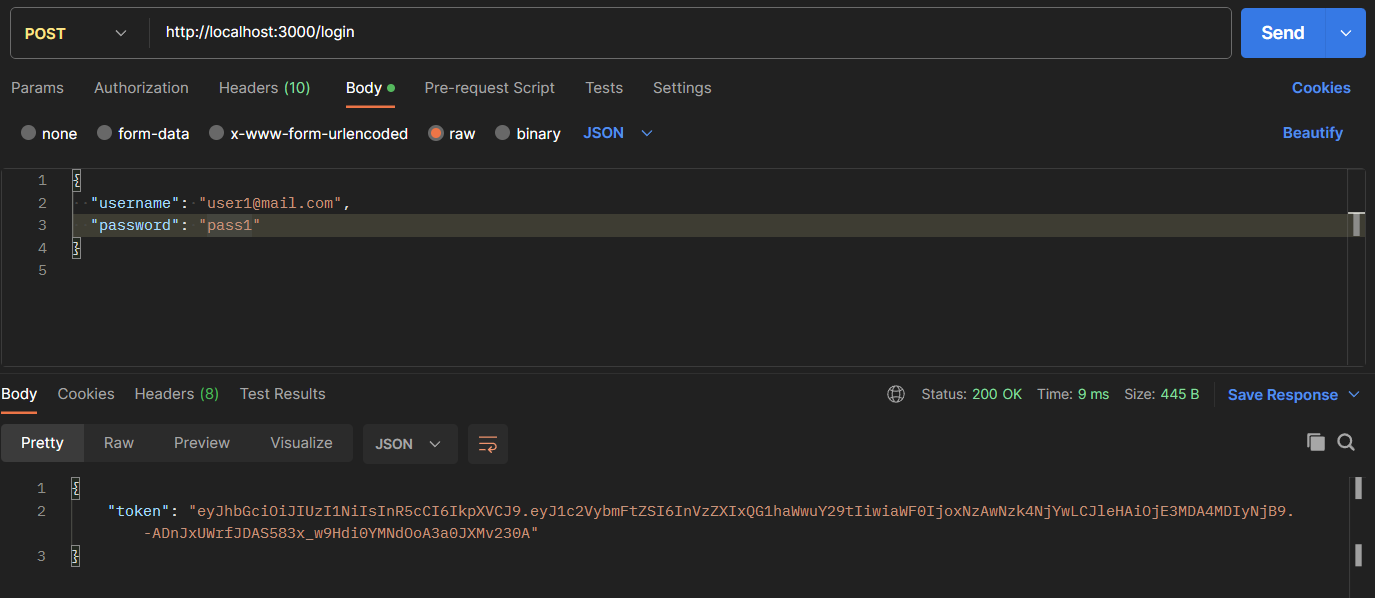 POST http://localhost:3000/login Send
Params Authorization Headers (10) Body Pre-request Script Tests Settings Cookies
none form-data x-www-form-urlencoded raw binary JSON Beautify
1 {
2 "username": "user1@mail.com",
3 "password": "pass1"
4 }
5
Body Cookies Headers (8) Test Results Status: 200 OK Time: 9 ms Size: 445 B Save Response
Pretty Raw Preview Visualize JSON
1 {
2 "token": "eyJhbGciOiJIUzI1NiIsInR5cCI6IkpXVCJ9.eyJ1c2VybmFtZSI6InVzZXIxQG1haWwuY29tIiwiaWF0IjoxNzAwNzk4NjYwLCJleHAiOjE3MDA4MDIyNjB9.
-ADnJxUWrfJDAS583x_w9Hdi0YMNdOoA3a0JXMv230A"
3 }